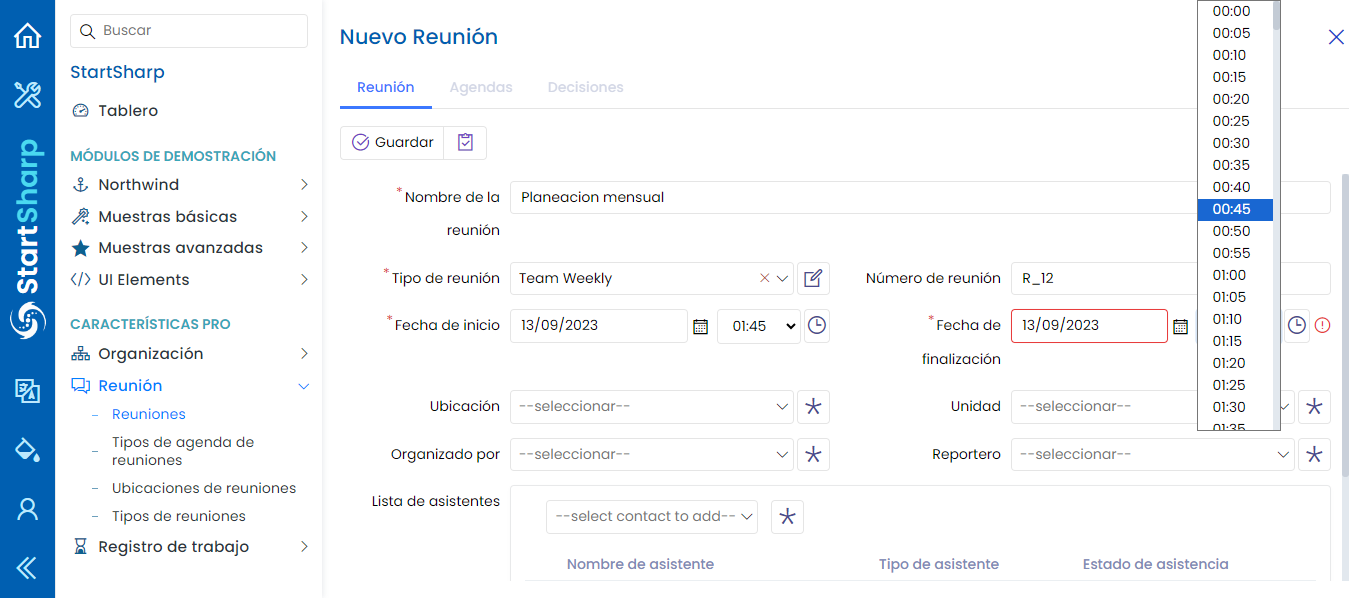 StartSharp
Buscar
StartSharp
Tablero
MÓDULOS DE DEMOSTRACIÓN
Northwind
Muestras básicas
Muestras avanzadas
UI Elements
CARACTERÍSTICAS PRO
Organización
Reunión
Reuniones
Tipos de agenda de
reuniones
Ubicaciones de reuniones
Tipos de reuniones
Registro de trabajo
Nuevo Reunión
Reunión Agendas Decisiones
Guardar
*Nombre de la
reunión
Planeacion mensual
*Tipo de reunión Team Weekly Número de reunión R_12
*Fecha de inicio 13/09/2023 01:45 *Fecha de
finalización
13/09/2023
Ubicación --seleccionar-- Unidad --seleccionar--
Organizado por --seleccionar-- Reportero --seleccionar--
Lista de asistentes
--select contact to add--
Nombre de asistente Tipo de asistente Estado de asistencia
00:00
00:05
00:10
00:15
00:20
00:25
00:30
00:35
00:40
00:45
00:50
00:55
01:00
01:05
01:10
01:15
01:20
01:25
01:30
01:35